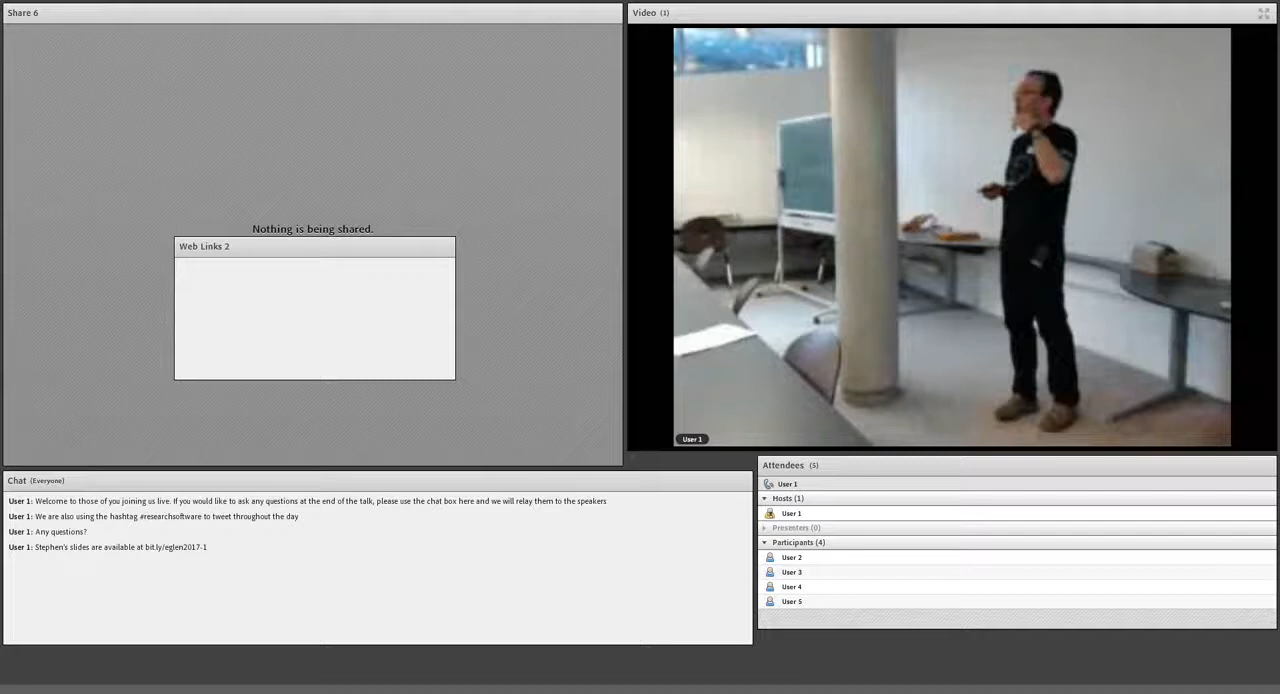 Share 6
Video (1)
Nothing is being shared.
Web Links 2
User 1
Chat (Everyone)
User 1: Welcome to those of you joining us live. If you would like to ask any questions at the end of the talk, please use the chat box here and we will relay them to the speakers
User 1: We are also using the hashtag #researchsoftware to tweet throughout the day
User 1: Any questions?
User 1: Stephen's slides are available at bit.ly/eglen2017-1
Attendees (5)
User 1
Hosts (1)
User 1
Presenters (0)
Participants (4)
User 2
User 3
User 4
User 5